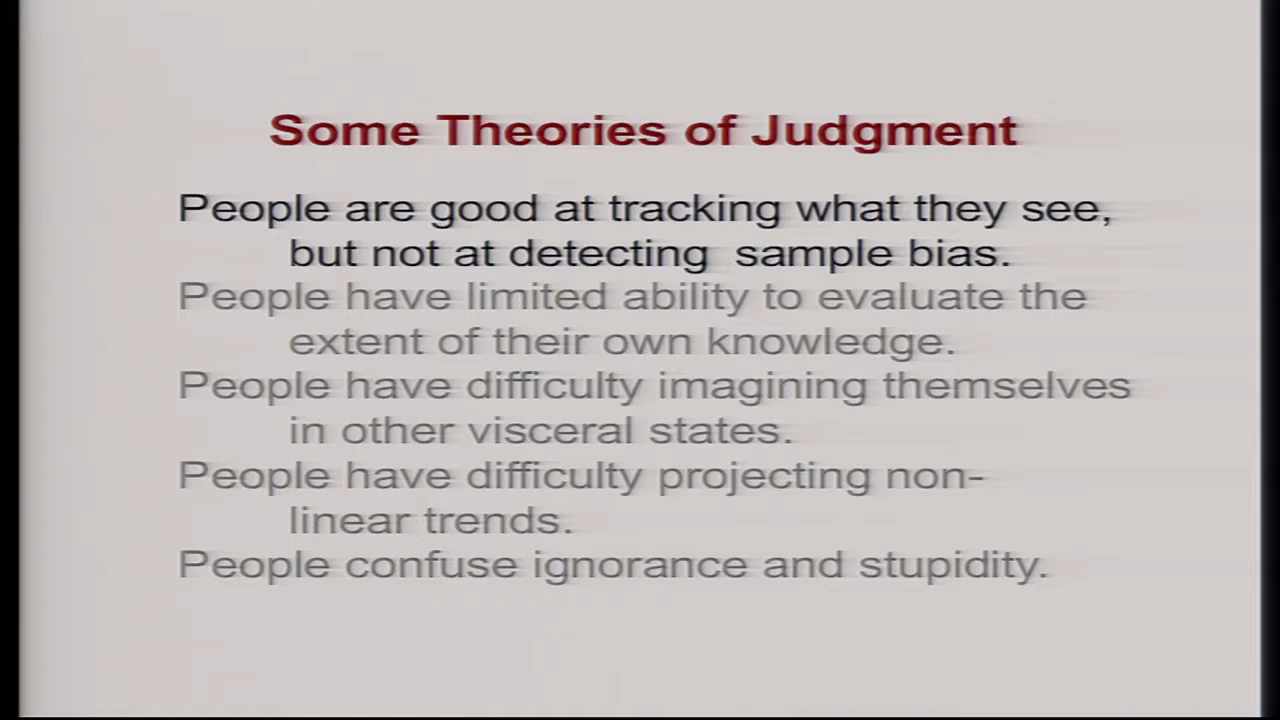 Some Theories of Judgment
People are good at tracking what they see,
but not at detecting sample bias.
People have limited ability to evaluate the
extent of their own knowledge.
People have difficulty imagining themselves
in other visceral states.
People have difficulty projecting non-
linear trends.
People confuse ignorance and stupidity.